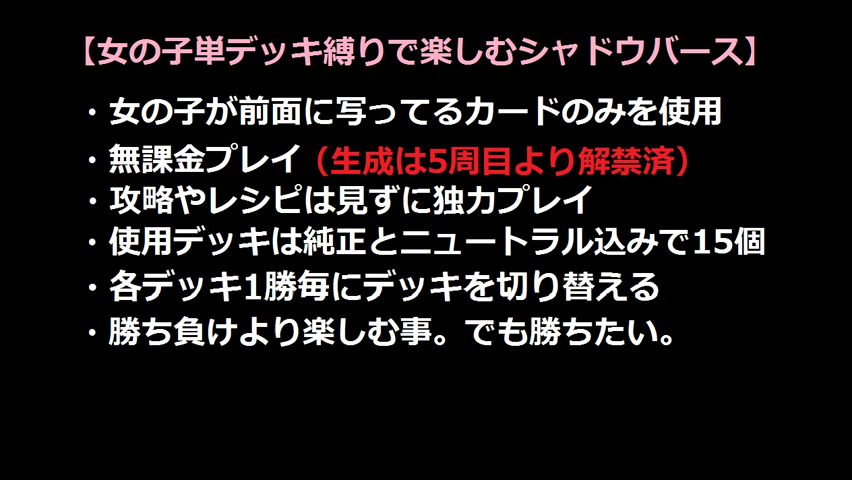 【女の子単デッキ縛りで楽しむシャドウバース】
・女の子が前面に写ってるカードのみを使用
・無課金プレイ（生成は5周目より解禁済）
・攻略やレシピは見ずに独力プレイ
・使用デッキは純正とニュートラル込みで15個
・各デッキ1勝毎にデッキを切り替える
・勝ち負けより楽しむ事。でも勝ちたい。